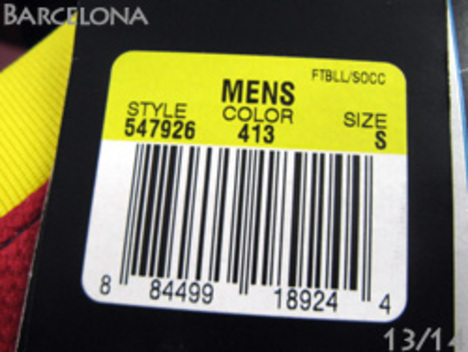 BARCELONA
FTBLL/SOCC
MENS
STYLE COLOR SIZE
547926 413 S
8 84499 18924 4
13/14